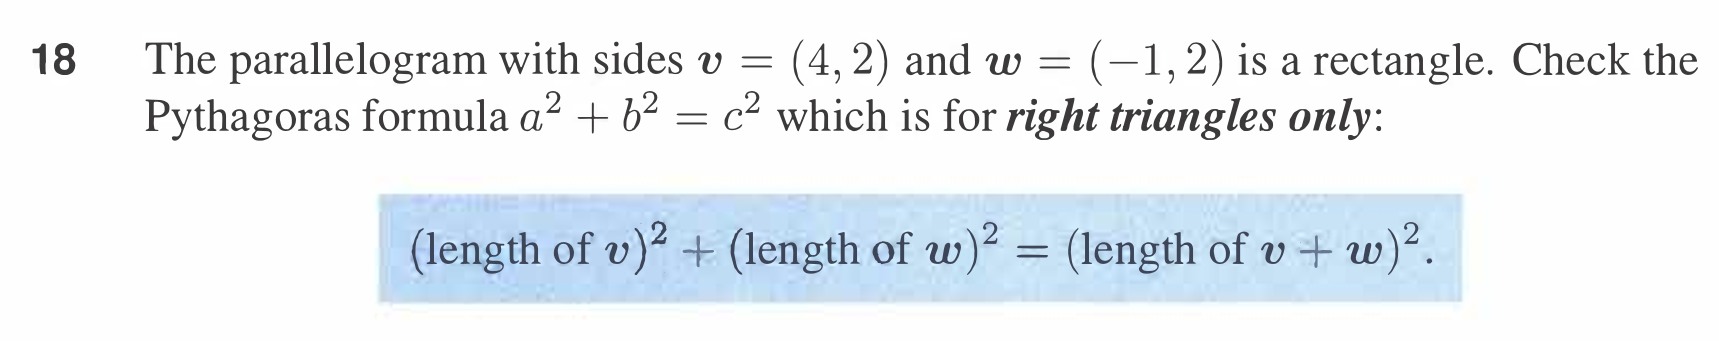 18 The parallelogram with sides v = (4, 2) and w = (−1, 2) is a rectangle. Check the
Pythagoras formula a² + b² = c² which is for right triangles only:
(length of v)² + (length of w)² = (length of v + w)².